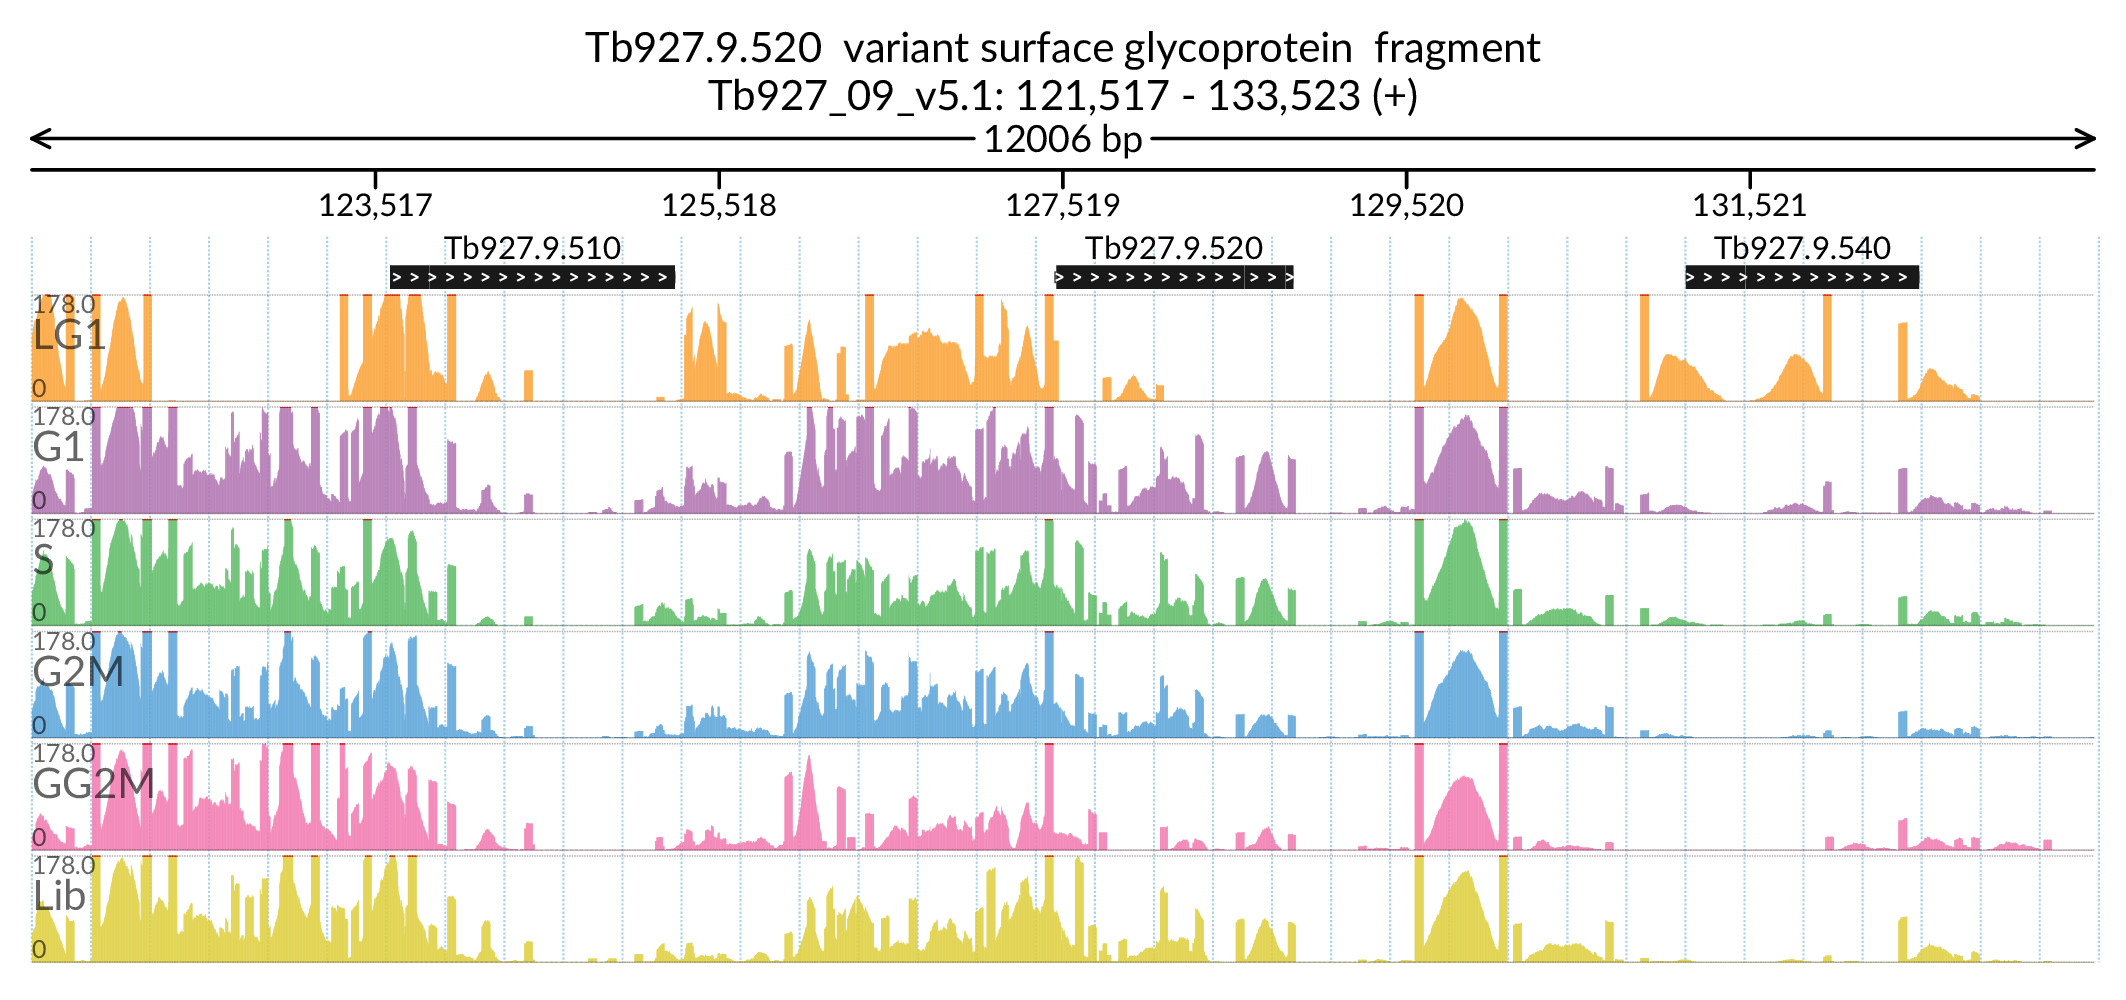 Tb927.9.520 variant surface glycoprotein fragment
Tb927_09_v5.1: 121,517 - 133,523 (+)
12006 bp
123,517 125,518 127,519 129,520 131,521
Tb927.9.510 Tb927.9.520 Tb927.9.540
178.0
LG1
0
178.0
G1
0
178.0
S
0
178.0
G2M
0
178.0
GG2M
0
178.0
Lib
0